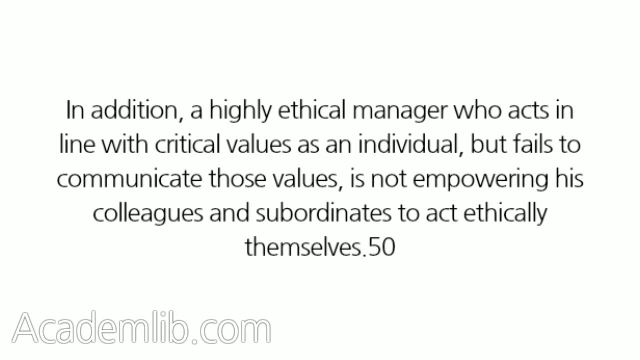 In addition, a highly ethical manager who acts in
line with critical values as an individual, but fails to
communicate those values, is not empowering his
colleagues and subordinates to act ethically
themselves.50
Academlib.com